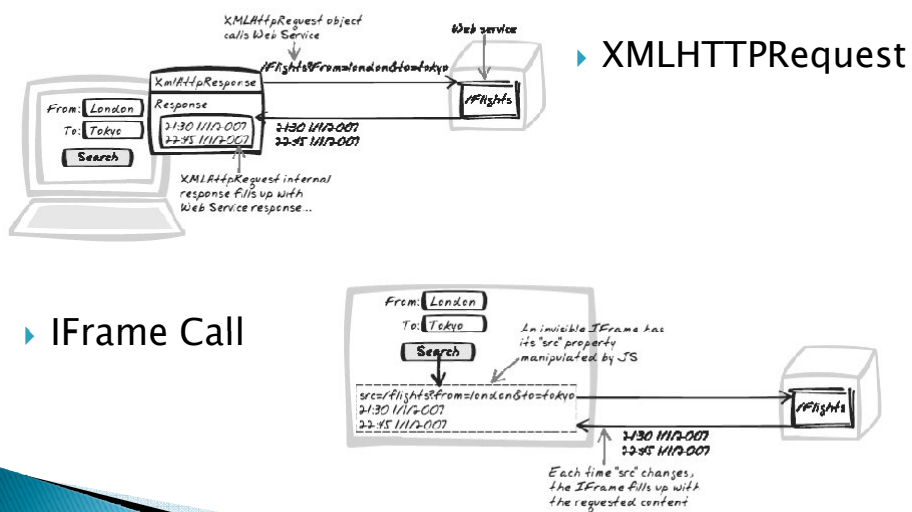 XMLHttpRequest object
calls Web Service
Web service
XMLHTTPRequest
/flights?from=london&to=tokyo
XmlHttpResponse
/flights
From: London
Response
To: Tokyo
21:30 1/1/2007
22:45 1/1/2007
21:30 1/1/2007
22:45 1/1/2007
Search
XMLHttpRequest internal
response fills up with
Web Service response...
IFrame Call
From: London
To: Tokyo
Search
An invisible IFrame has
its "src" property
manipulated by JS
src=/flights?from=london&to=tokyo
21:30 1/1/2007
22:45 1/1/2007
/flights
21:30 1/1/2007
22:45 1/1/2007
Each time "src" changes,
the IFrame fills up with
the requested content